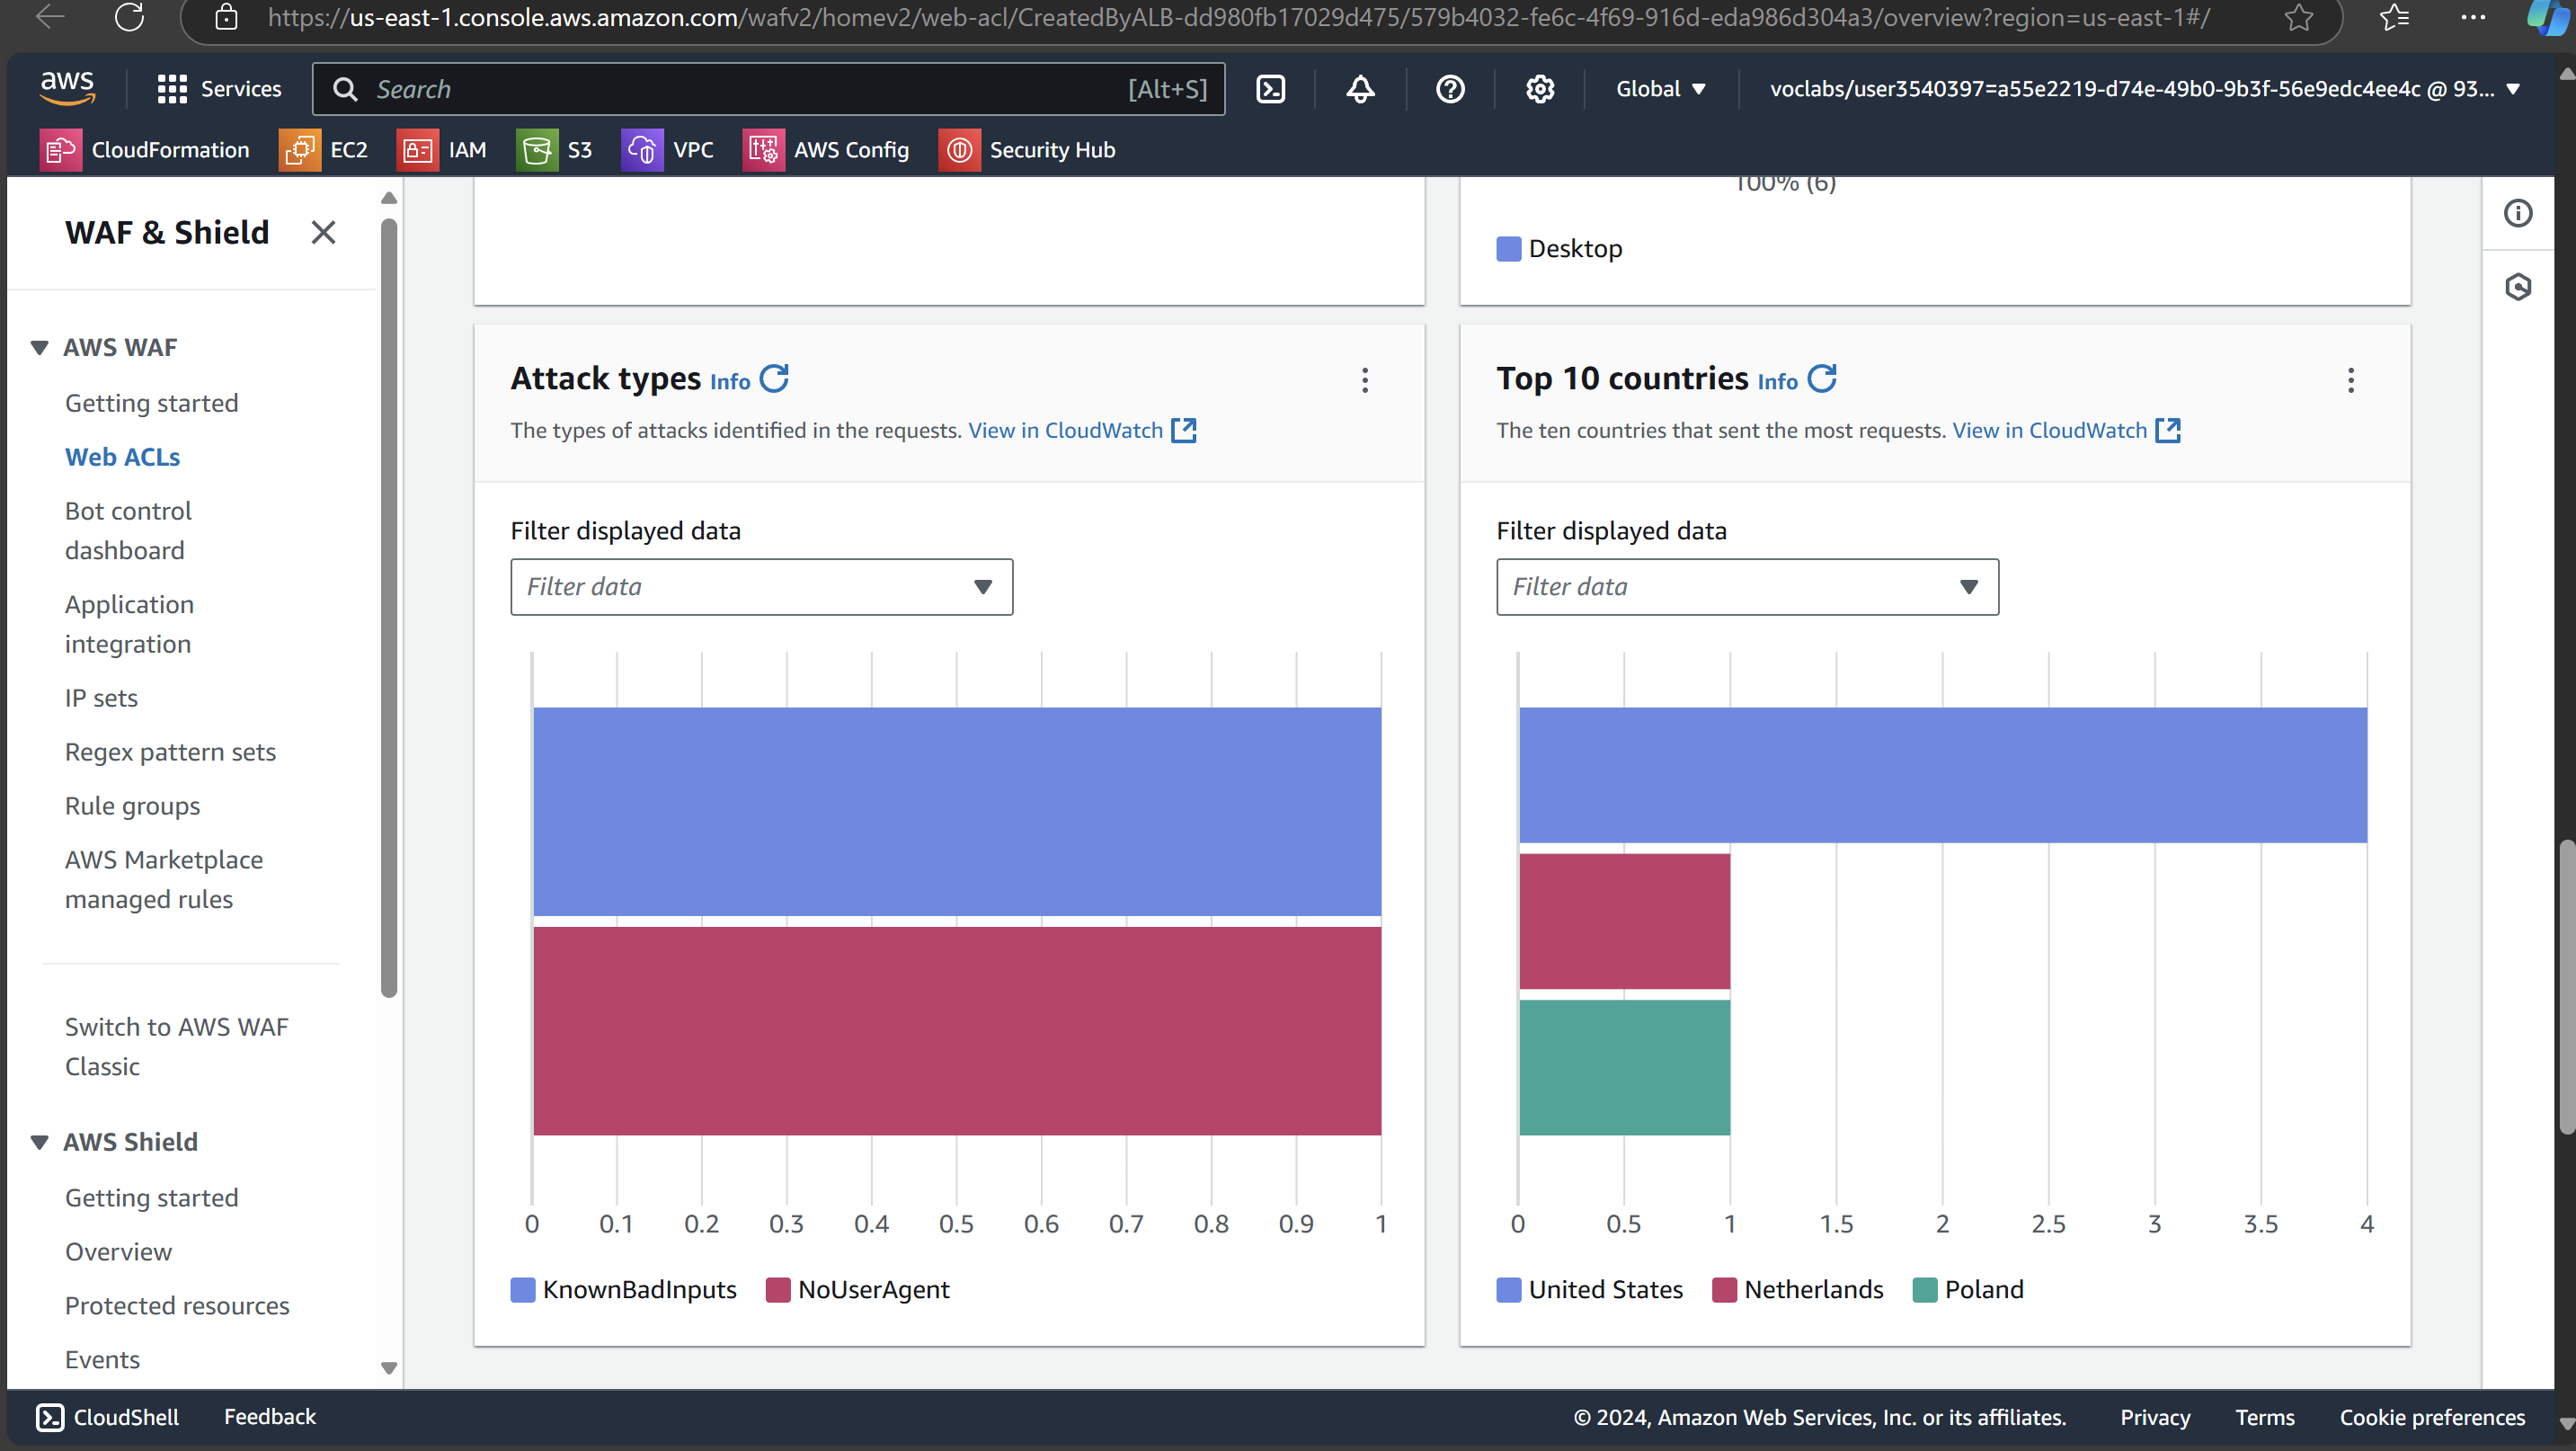 https://us-east-1.console.aws.amazon.com/wafv2/homev2/web-acl/CreatedByALB-dd980fb17029d475/579b4032-fe6c-4f69-916d-eda986d304a3/overview?region=us-east-1#/
aws
Services
Search
[Alt+S]
Global
voclabs/user3540397=a55e2219-d74e-49b0-9b3f-56e9edc4ee4c @ 93...
CloudFormation
EC2
IAM
S3
VPC
AWS Config
Security Hub
WAF & Shield
AWS WAF
Getting started
Web ACLs
Bot control
dashboard
Application
integration
IP sets
Regex pattern sets
Rule groups
AWS Marketplace
managed rules
Switch to AWS WAF
Classic
AWS Shield
Getting started
Overview
Protected resources
Events
100% (6)
Desktop
Attack types Info
The types of attacks identified in the requests. View in CloudWatch
Filter displayed data
Filter data
0 0.1 0.2 0.3 0.4 0.5 0.6 0.7 0.8 0.9 1
KnownBadInputs NoUserAgent
Top 10 countries Info
The ten countries that sent the most requests. View in CloudWatch
Filter displayed data
Filter data
0 0.5 1 1.5 2 2.5 3 3.5 4
United States Netherlands Poland
CloudShell
Feedback
© 2024, Amazon Web Services, Inc. or its affiliates.
Privacy
Terms
Cookie preferences